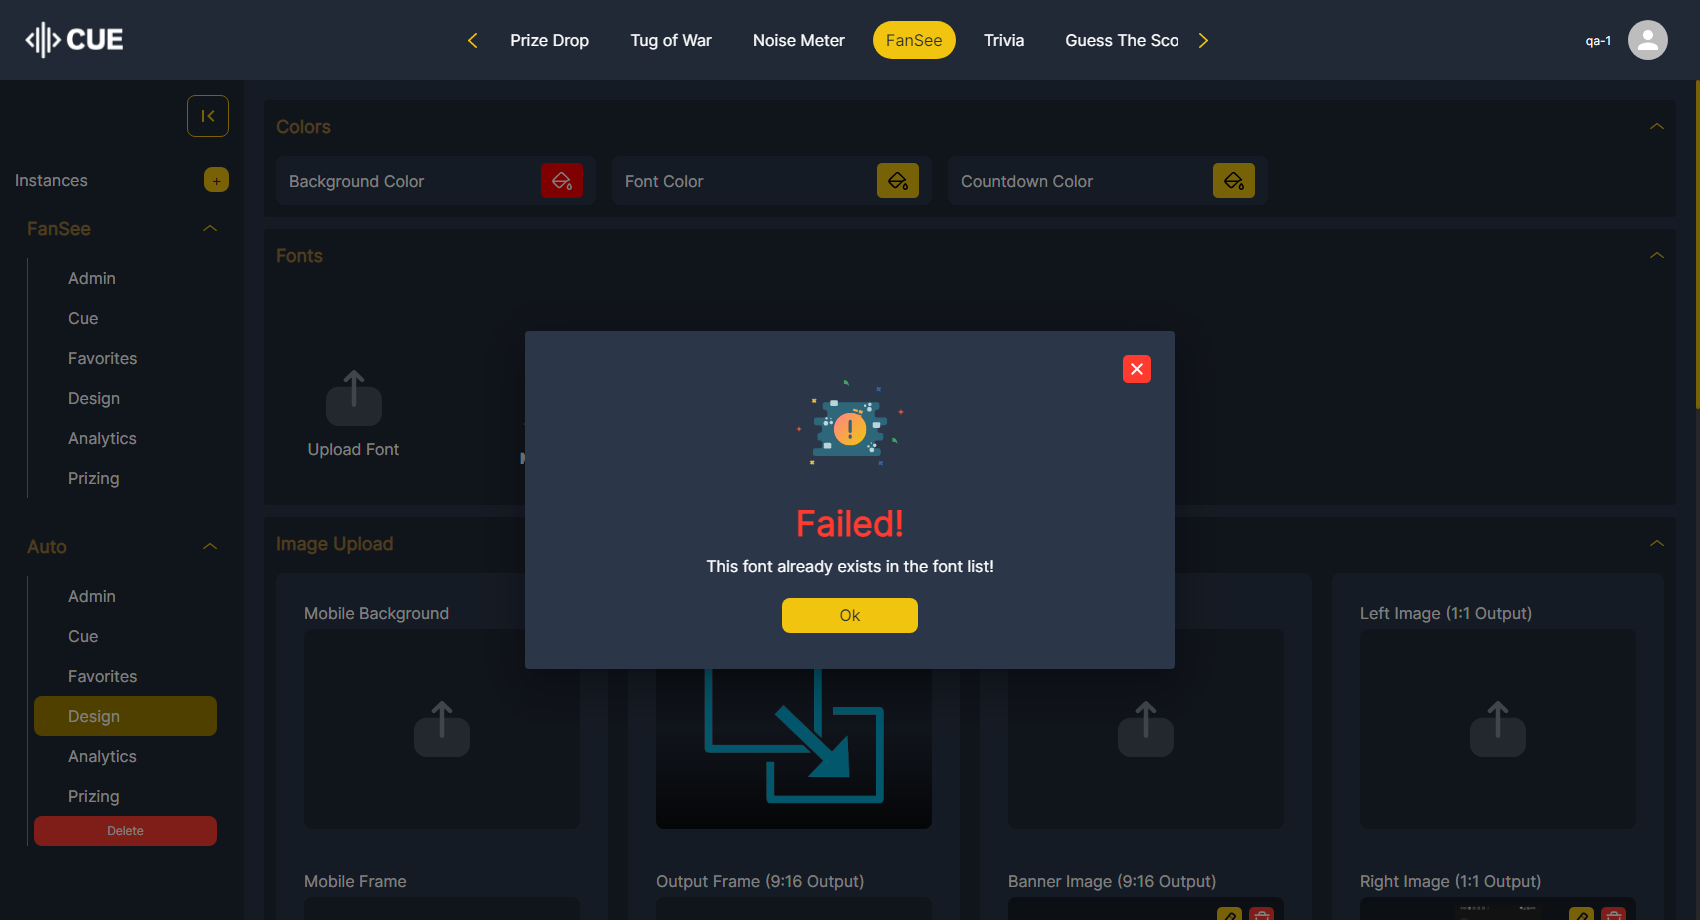 CUE
Prize Drop
Tug of War
Noise Meter
FanSee
Trivia
Guess The Sco
qa-1
Instances
+
FanSee
Admin
Cue
Favorites
Design
Analytics
Prizing
Auto
Admin
Cue
Favorites
Design
Analytics
Prizing
Delete
Colors
Background Color
Font Color
Countdown Color
Fonts
Upload Font
Failed!
This font already exists in the font list!
Ok
Image Upload
Mobile Background
Left Image (1:1 Output)
Mobile Frame
Output Frame (9:16 Output)
Banner Image (9:16 Output)
Right Image (1:1 Output)